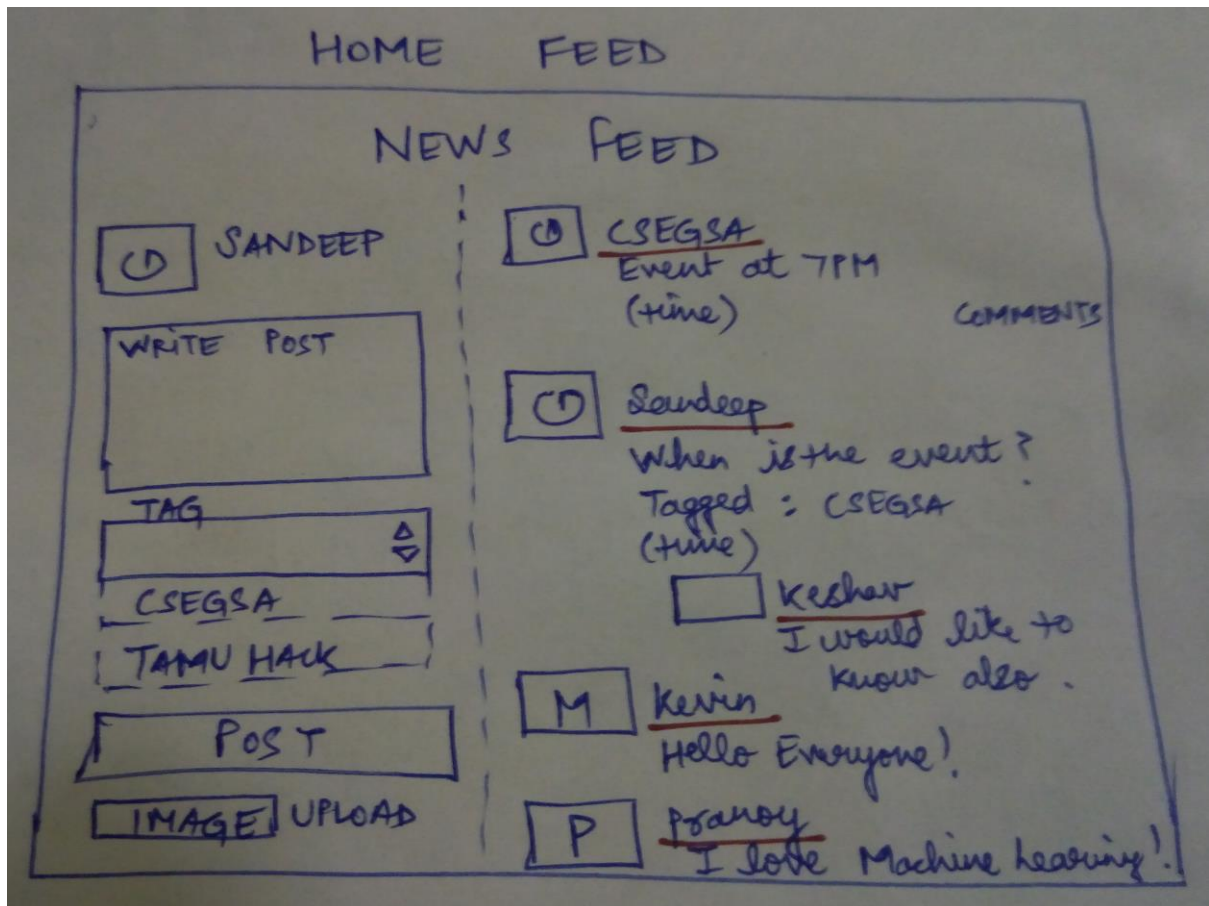 HOME FEED
NEWS FEED
SANDEEP
WRITE POST
TAG
CSEGSA
TAMU HACK
POST
IMAGE UPLOAD
CSEGSA
Event at 7PM
(time)
COMMENTS
Sandeep
When is the event?
Tagged : CSEGSA
(time)
Keshav
I would like to
know also.
M Kevin
Hello Everyone!
P Pranoy
I love Machine Learning!